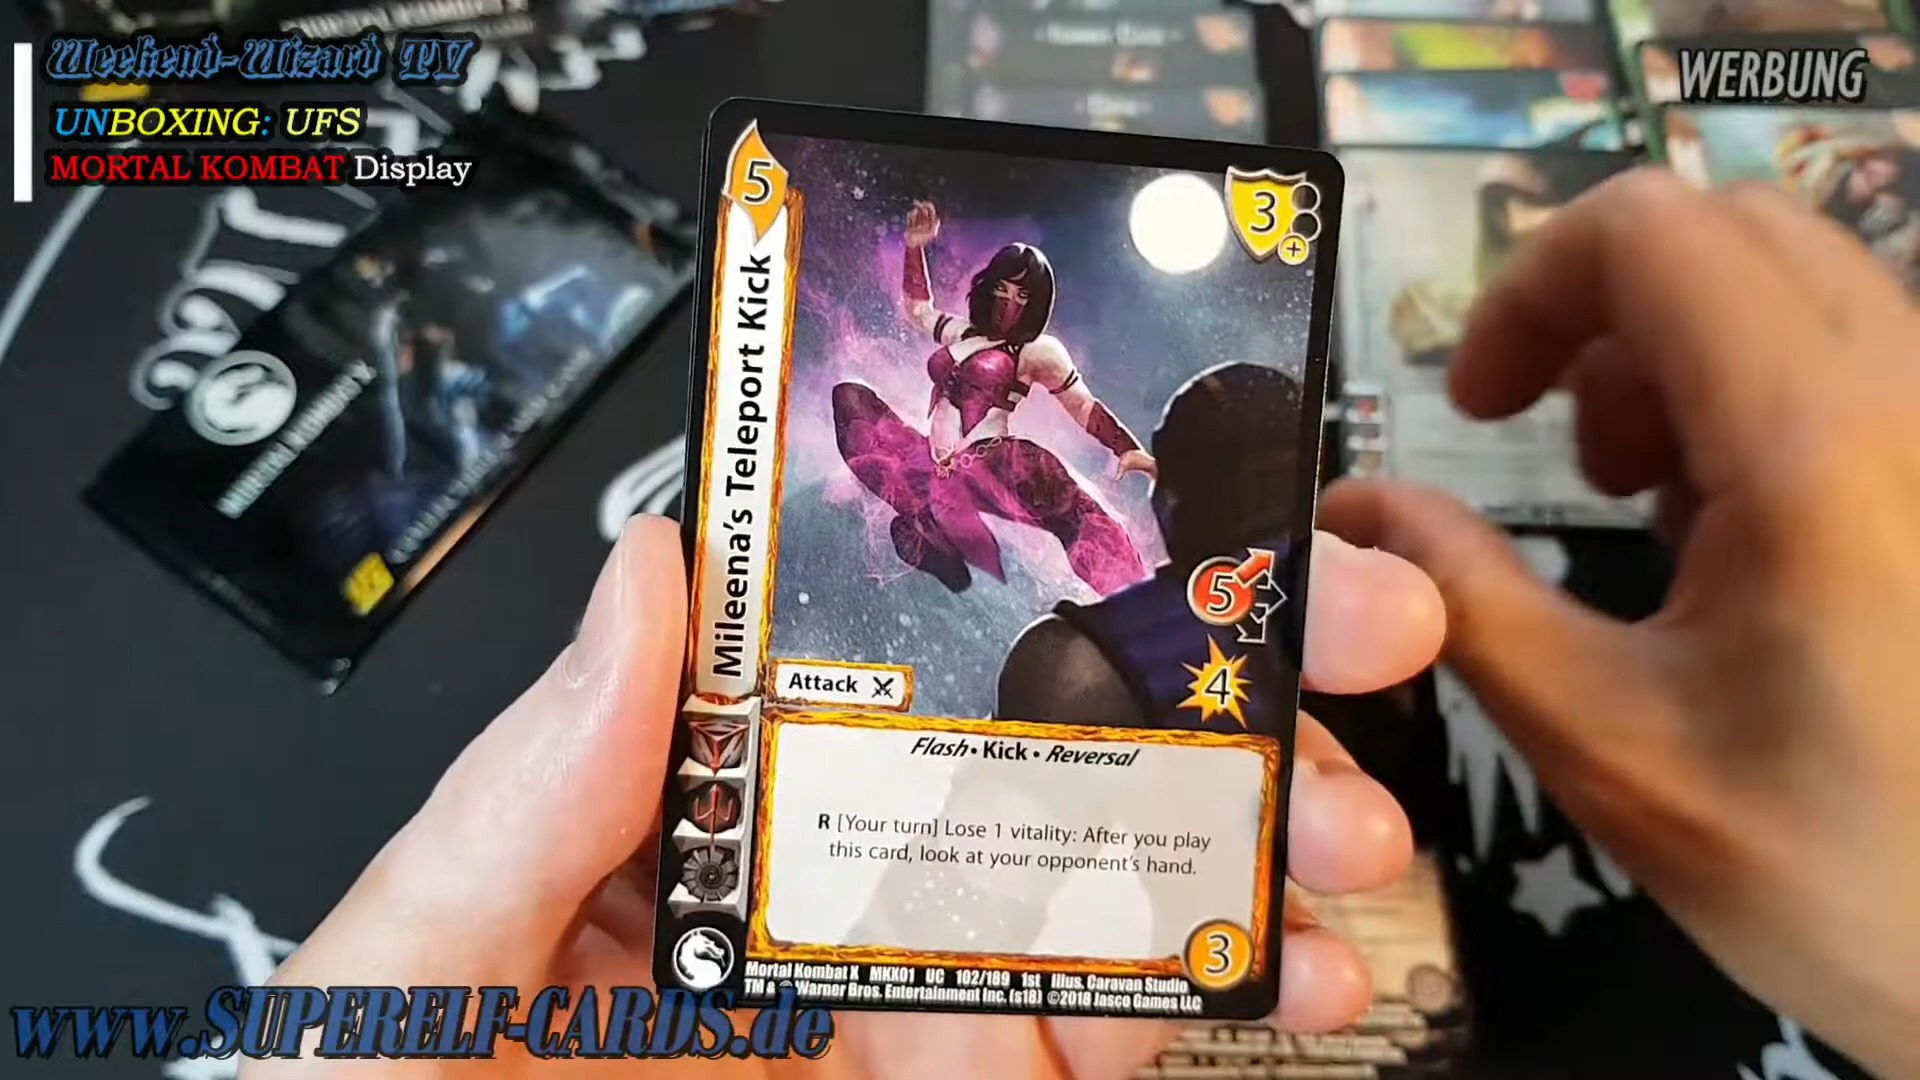 Weekend-Wizard TV
UNBOXING: UFS
MORTAL KOMBAT Display
WERBUNG
MORTAL KOMBAT X
5
3
+
Mileena's Teleport Kick
5
4
Attack
Flash • Kick • Reversal
R [Your turn] Lose 1 vitality: After you play
this card, look at your opponent's hand.
3
Mortal Kombat X MKX01 UC 102/189 1st Illus. Caravan Studio
TM & © Warner Bros. Entertainment Inc. (s18) ©2018 Jasco Games LLC
www.SUPERELF-CARDS.de